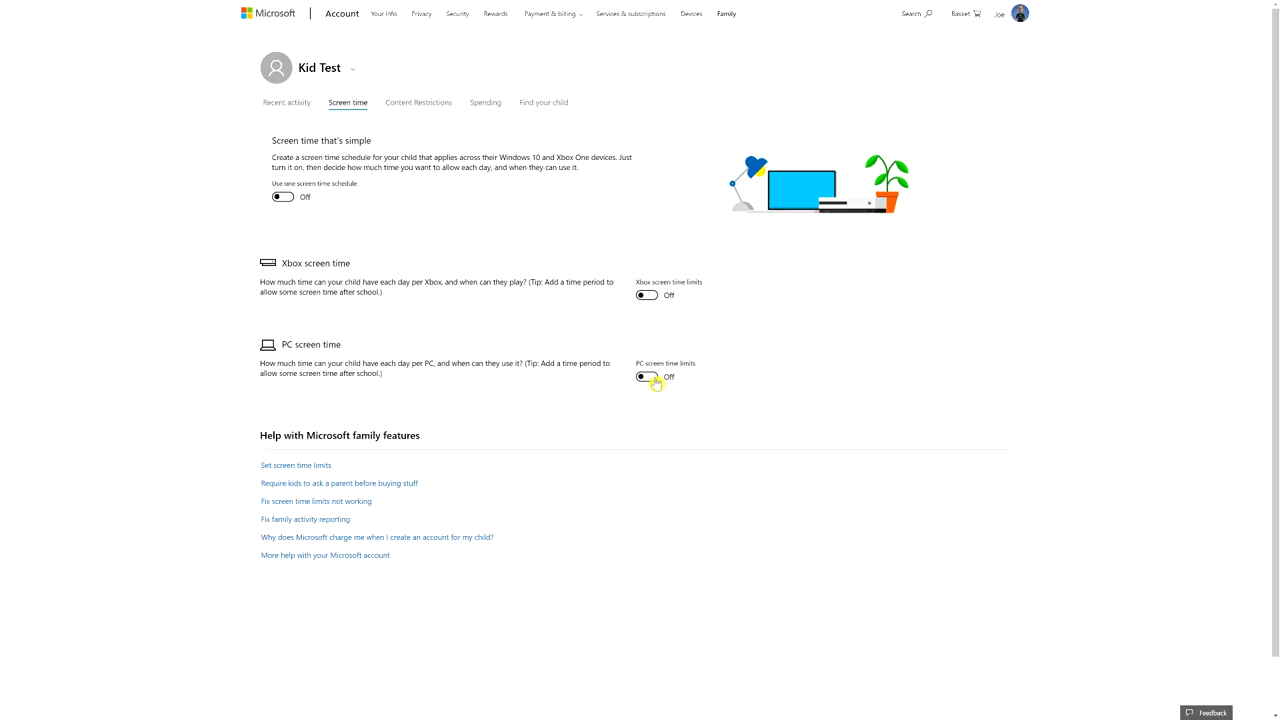 Microsoft Account Your info Privacy Security Rewards Payment & billing Services & subscriptions Devices Family Search Basket Joe
Kid Test
Recent activity Screen time Content Restrictions Spending Find your child
Screen time that's simple
Create a screen time schedule for your child that applies across their Windows 10 and Xbox One devices. Just
turn it on, then decide how much time you want to allow each day, and when they can use it.
Use one screen time schedule
Off
Xbox screen time
How much time can your child have each day per Xbox, and when can they play? (Tip: Add a time period to
allow some screen time after school.)
Xbox screen time limits
Off
PC screen time
How much time can your child have each day per PC, and when can they use it? (Tip: Add a time period to
allow some screen time after school.)
PC screen time limits
Off
Help with Microsoft family features
Set screen time limits
Require kids to ask a parent before buying stuff
Fix screen time limits not working
Fix family activity reporting
Why does Microsoft charge me when I create an account for my child?
More help with your Microsoft account
Feedback